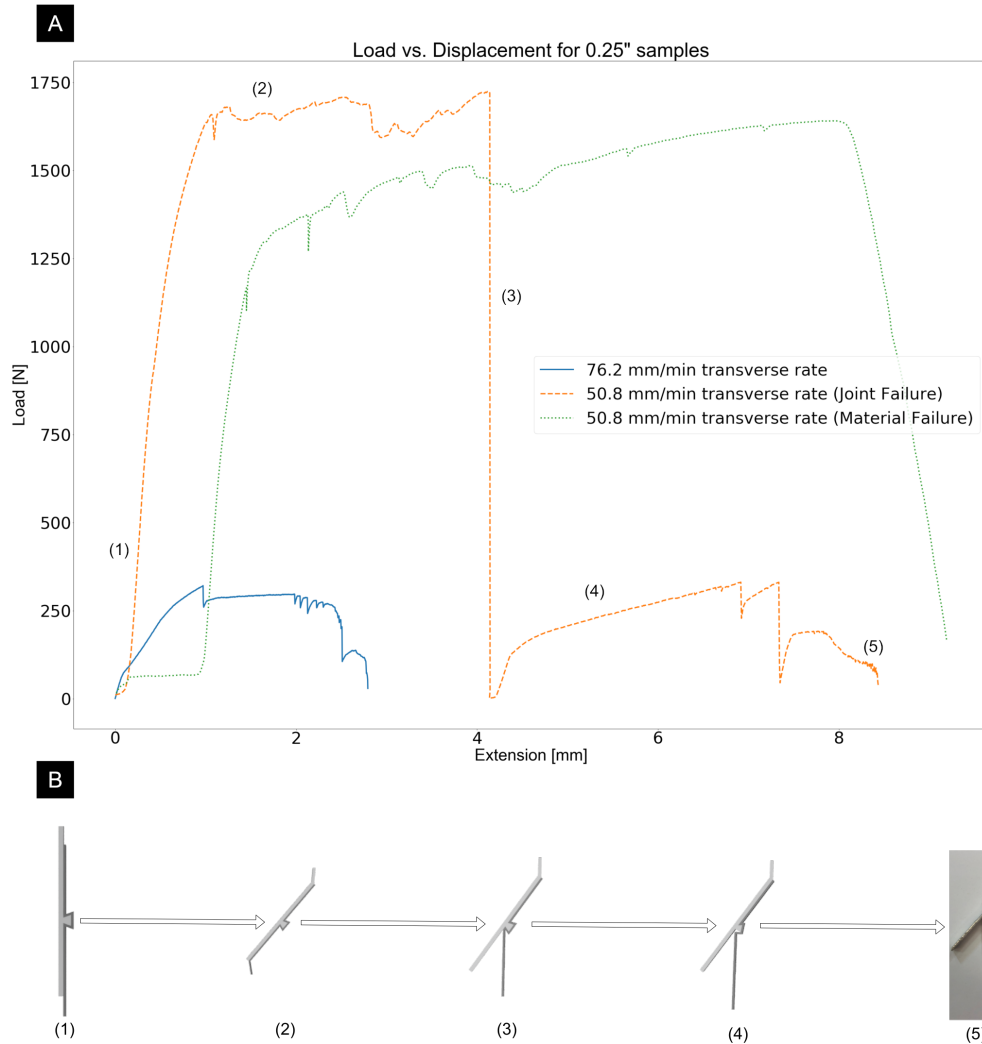 A
Load vs. Displacement for 0.25" samples
1750
1500
1250
1000
750
500
250
0
Load [N]
(1)
(2)
(3)
(4)
(5)
76.2 mm/min transverse rate
50.8 mm/min transverse rate (Joint Failure)
50.8 mm/min transverse rate (Material Failure)
0
2
4
6
8
Extension [mm]
B
(1)
(2)
(3)
(4)
(5)